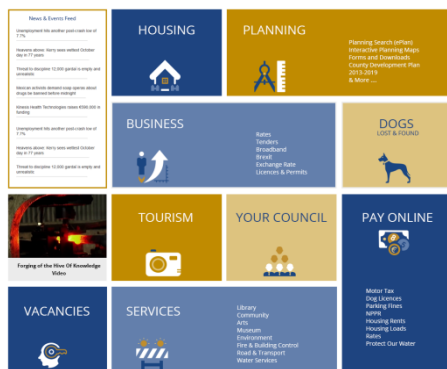 News & Events Feed
Unemployment hits another post-crash low of
7.7%
Heavens above: Kerry sees wettest October
day in 77 years
Threat to discipline 12,000 gardaí is empty and
unrealistic
Mexican schools demand soap operas about
drugs be banned before midnight
Kinesis Health Technologies raises €500,000 in
funding
Unemployment hits another post-crash low of
7.7%
Heavens above: Kerry sees wettest October
day in 77 years
Threat to discipline 12,000 gardaí is empty and
unrealistic
HOUSING
PLANNING
Planning Search (ePlan)
Interactive Planning Maps
Forms and Downloads
County Development Plan
2013-2019
& More ....
BUSINESS
Rates
Tenders
Broadband
Brexit
Exchange Rate
Licences & Permits
DOGS
LOST & FOUND
Forging of the Hive Of Knowledge
Video
TOURISM
YOUR COUNCIL
PAY ONLINE
Motor Tax
Dog Licences
Parking Fines
NPPR
Housing Rents
Housing Loads
Rates
Protect Our Water
VACANCIES
SERVICES
Library
Community
Arts
Museum
Environment
Fire & Building Control
Road & Transport
Water Services